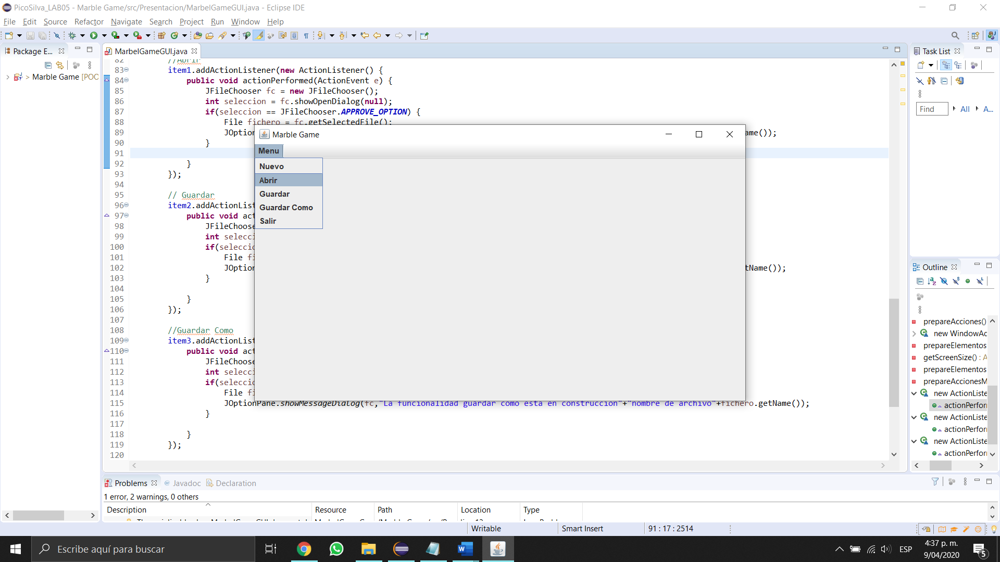 PicoSilva_LAB05 - Marble Game/src/Presentacion/MarbelGameGUI.java - Eclipse IDE
File Edit Source Refactor Navigate Search Project Run Window Help
Package E...
Marble Game [POC
MarbelGameGUI.java
82 //Abrir
83 item1.addActionListener(new ActionListener() {
84 public void actionPerformed(ActionEvent e) {
85 JFileChooser fc = new JFileChooser();
86 int seleccion = fc.showOpenDialog(null);
87 if(seleccion == JFileChooser.APPROVE_OPTION) {
88 File fichero = fc.getSelectedFile();
89 JOption ame());
90 }
91
92 }
93 });
94
95 // Guardar
96 item2.addActionList
97 public void act
98 JFileChoose
99 int selecci
100 if(seleccio
101 File fi
102 JOption tName());
103 }
104
105 }
106 });
107
108 //Guardar Como
109 item3.addActionList
110 public void act
111 JFileChoose
112 int selecci
113 if(seleccio
114 File fi
115 JOptionPane.showMessageDialog(fc,"La funcionalidad guardar como esta en construccion"+"nombre de archivo"+fichero.getName());
116 }
117
118 }
119 });
120
Marble Game
Menu
Nuevo
Abrir
Guardar
Guardar Como
Salir
Task List
Find All A...
Outline
prepareAcciones()
new WindowAc
prepareElementos
getScreenSize() : A
prepareElementos
prepareAccionesM
new ActionListe
actionPerfor
new ActionListe
actionPerfor
new ActionListe
actionPerfor
Problems @ Javadoc Declaration
1 error, 2 warnings, 0 others
Description Resource Path Location Type
Writable Smart Insert 91 : 17 : 2514
Escribe aquí para buscar
ESP
4:37 p. m.
9/04/2020
5